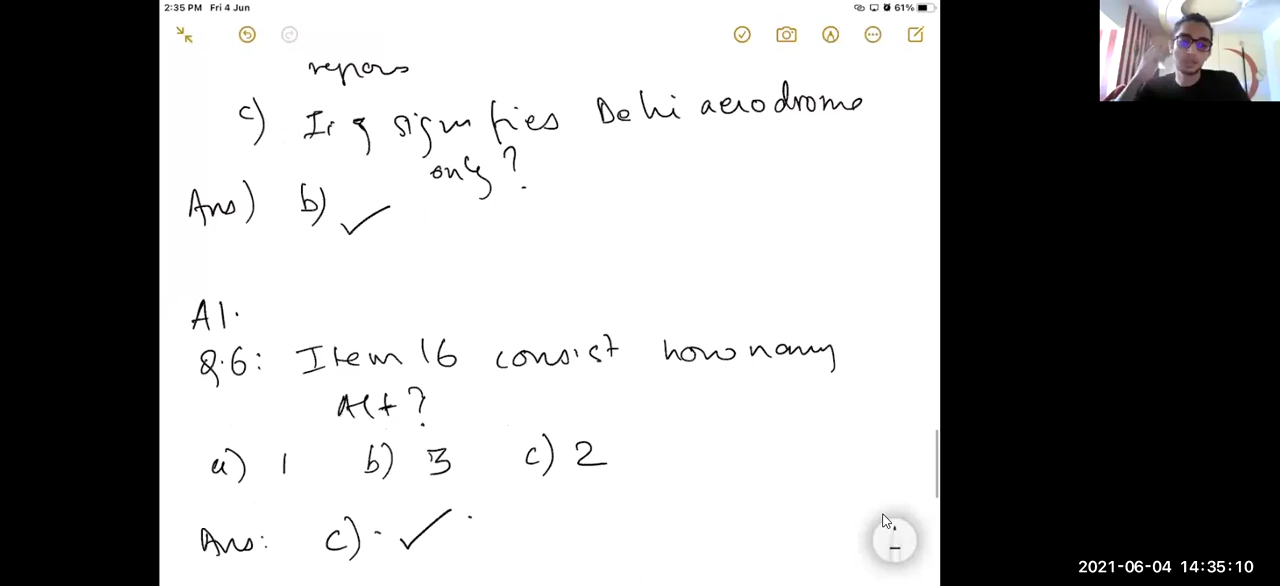 2:35 PM Fri 4 Jun
61%
repors
c) It signifies Delhi aerodrome
only?
Ans) b)
A1.
Q.6: Item 16 consist how many
Alt?
a) 1 b) 3 c) 2
Ans: c)
2021-06-04 14:35:10